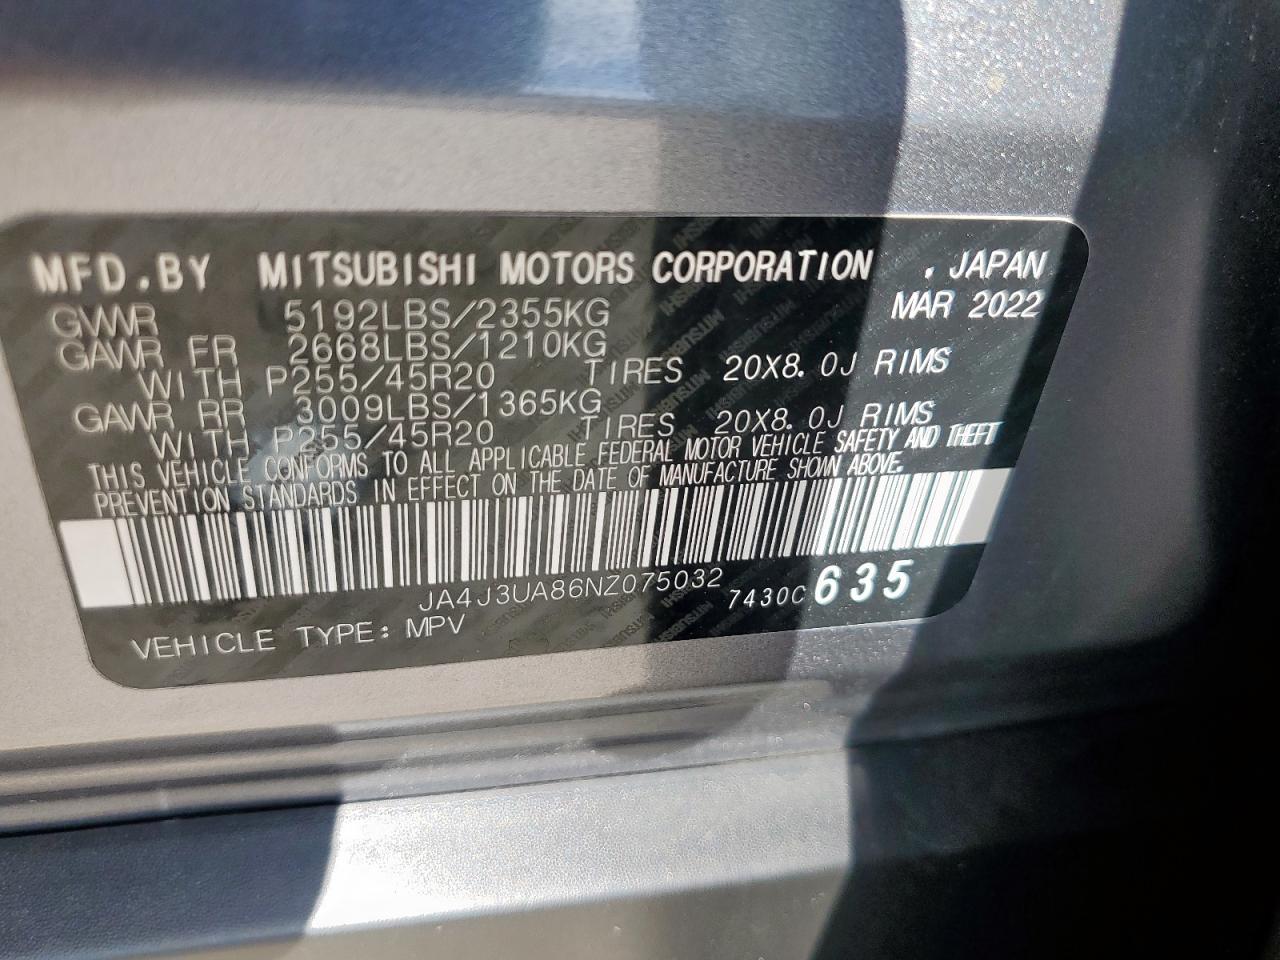 MFD.BY MITSUBISHI MOTORS CORPORATION , JAPAN
GVWR 5192LBS/2355KG MAR 2022
GAWR FR 2668LBS/1210KG
WITH P255/45R20 TIRES 20X8.0J RIMS
GAWR RR 3009LBS/1365KG
WITH P255/45R20 TIRES 20X8.0J RIMS
THIS VEHICLE CONFORMS TO ALL APPLICABLE FEDERAL MOTOR VEHICLE SAFETY AND THEFT
PREVENTION STANDARDS IN EFFECT ON THE DATE OF MANUFACTURE SHOWN ABOVE.
JA4J3UA86NZ075032 7430C 635
VEHICLE TYPE: MPV